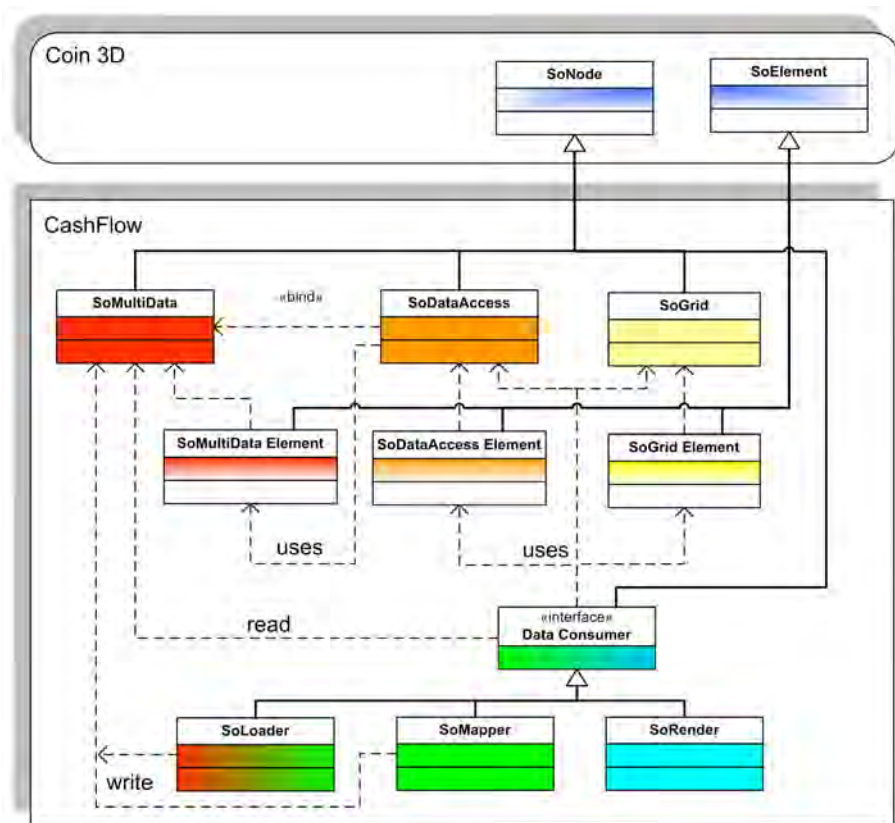 Coin 3D
SoNode
SoElement
CashFlow
SoMultiData
«bind»
SoDataAccess
SoGrid
SoMultiData Element
SoDataAccess Element
SoGrid Element
uses
uses
read
«interface»
Data Consumer
SoLoader
SoMapper
SoRender
write